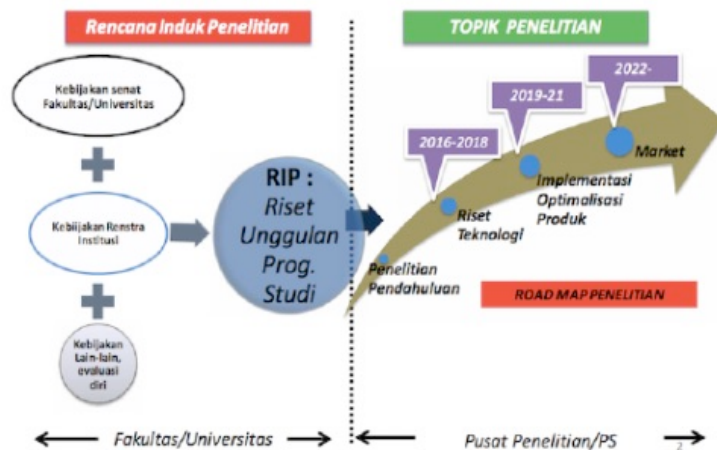 Rencana Induk Penelitian
TOPIK PENELITIAN
Kebijakan senat
Fakultas/Universitas
Kebiijakan Renstra
Institusi
Kebijakan
Lain-lain,
evaluasi
diri
RIP :
Riset
Unggulan
Prog.
Studi
2016-2018
2019-21
2022-
Penelitian
Pendahuluan
Riset
Teknologi
Implementasi
Optimalisasi
Produk
Market
ROAD MAP PENELITIAN
Fakultas/Universitas
Pusat Penelitian/PS
2